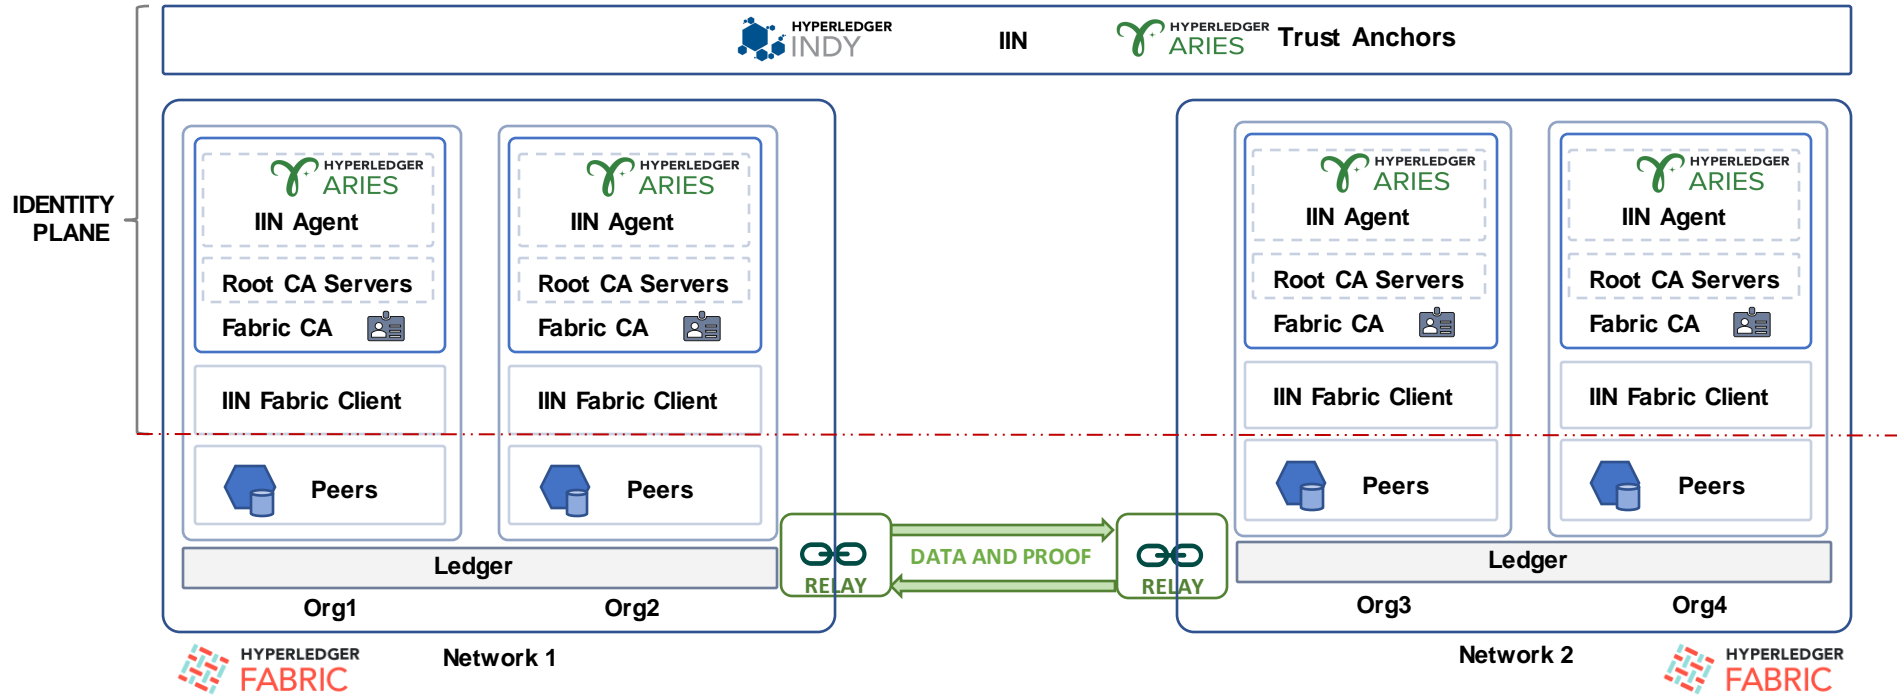 HYPERLEDGER
INDY
IIN
HYPERLEDGER
ARIES
Trust Anchors
IDENTITY
PLANE
HYPERLEDGER
ARIES
IIN Agent
Root CA Servers
Fabric CA
IIN Fabric Client
Peers
HYPERLEDGER
ARIES
IIN Agent
Root CA Servers
Fabric CA
IIN Fabric Client
Peers
Ledger
Org1
Org2
HYPERLEDGER
FABRIC
Network 1
RELAY
DATA AND PROOF
RELAY
HYPERLEDGER
ARIES
IIN Agent
Root CA Servers
Fabric CA
IIN Fabric Client
Peers
HYPERLEDGER
ARIES
IIN Agent
Root CA Servers
Fabric CA
IIN Fabric Client
Peers
Ledger
Org3
Org4
Network 2
HYPERLEDGER
FABRIC